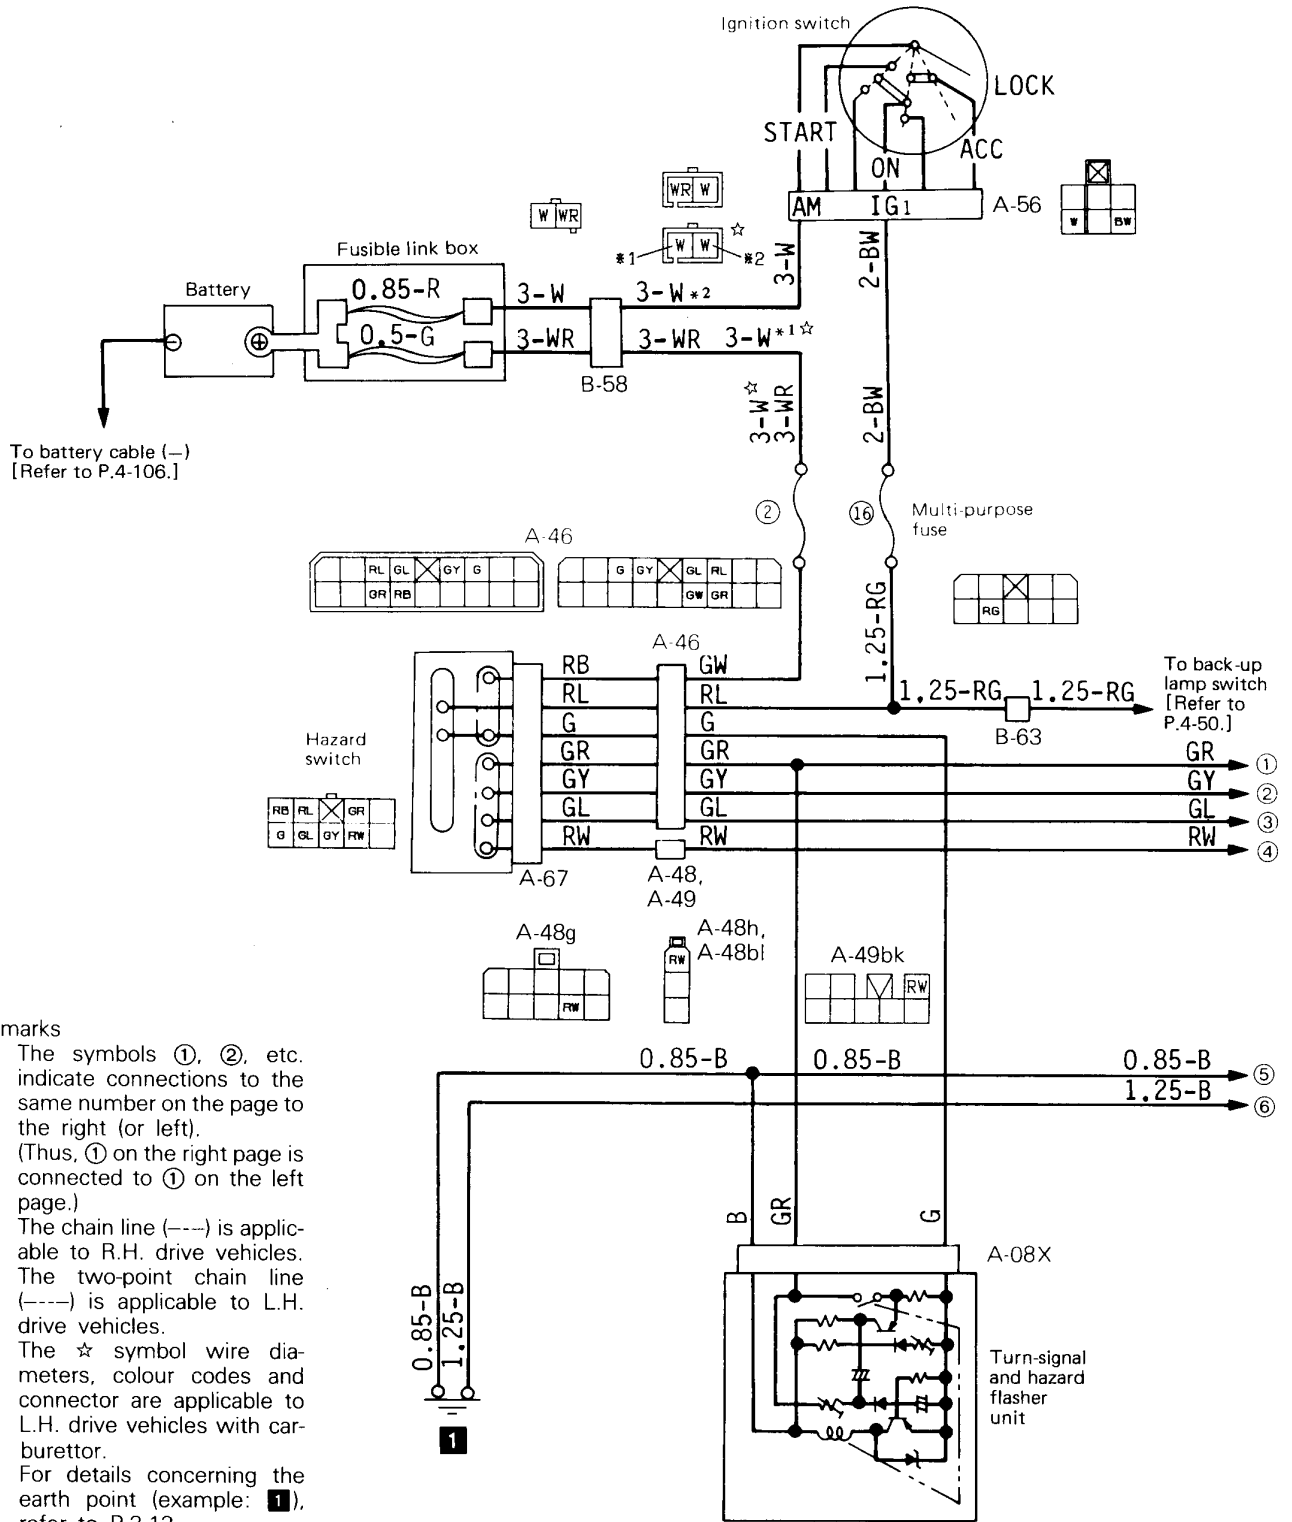 Ignition switch
LOCK
START
ACC
ON
AM IG1
A-56
W BW
WR W
W WR
☆
W W
*1 *2
3-W
2-BW
Fusible link box
Battery
0.85-R
0.5-G
3-W
3-W*2
3-WR
3-WR
3-W*1☆
B-58
3-W☆
3-WR
2-BW
To battery cable (—)
[Refer to P.4-106.]
②
⑯
Multi-purpose
fuse
A-46
RL GL GY G
GR RB
G GY GL RL
GW GR
RG
1.25-RG
A-46
RB GW
RL RL
G G
GR GR
GY GY
GL GL
RW RW
1.25-RG
1.25-RG
B-63
To back-up
lamp switch
[Refer to
P.4-50.]
GR ①
GY ②
GL ③
RW ④
Hazard
switch
RB RL GR
G GL GY RW
A-67
A-48,
A-49
A-48g
RW
A-48h,
A-48bl
RW
A-49bk
RW
marks
The symbols ①, ②, etc.
indicate connections to the
same number on the page to
the right (or left).
(Thus, ① on the right page is
connected to ① on the left
page.)
The chain line (–---–) is applic-
able to R.H. drive vehicles.
The two-point chain line
(–----–) is applicable to L.H.
drive vehicles.
The ☆ symbol wire dia-
meters, colour codes and
connector are applicable to
L.H. drive vehicles with car-
burettor.
For details concerning the
earth point (example: 1),
refer to P.3-12
0.85-B
0.85-B
0.85-B ⑤
1.25-B ⑥
B
GR
G
A-08X
0.85-B
1.25-B
1
Turn-signal
and hazard
flasher
unit